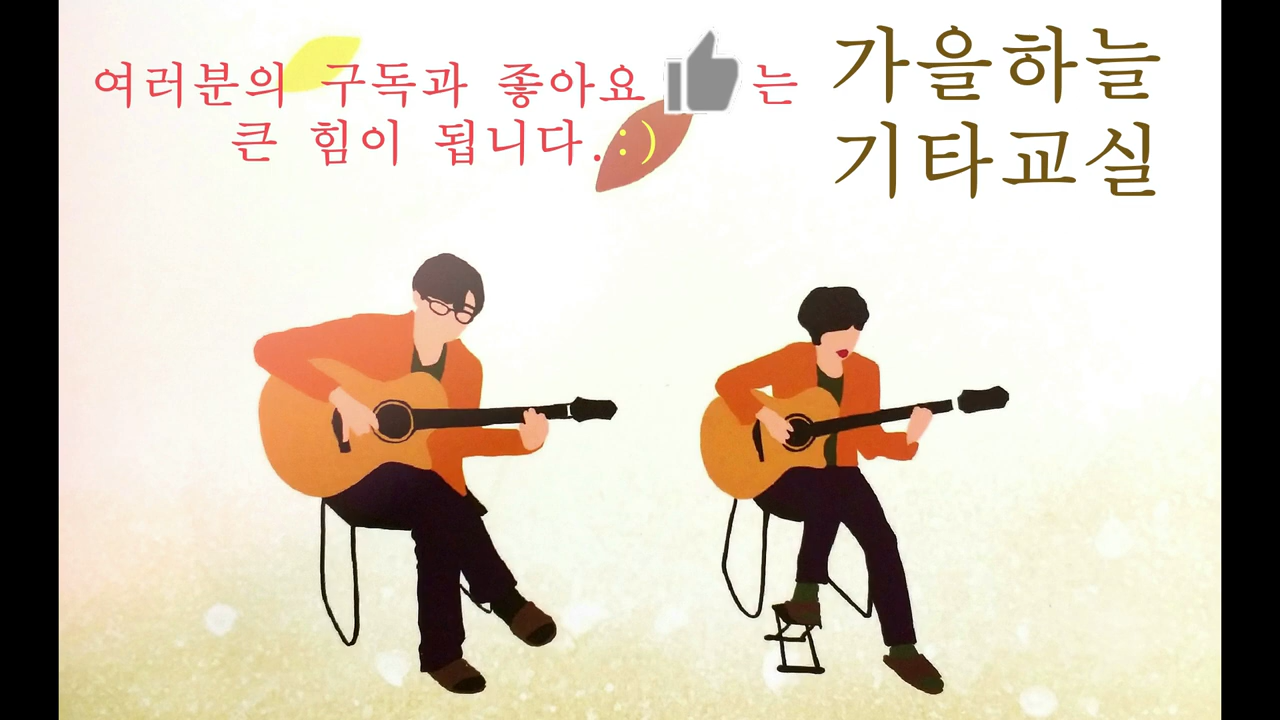 여러분의 구독과 좋아요 는
큰 힘이 됩니다. :)
가을하늘
기타교실